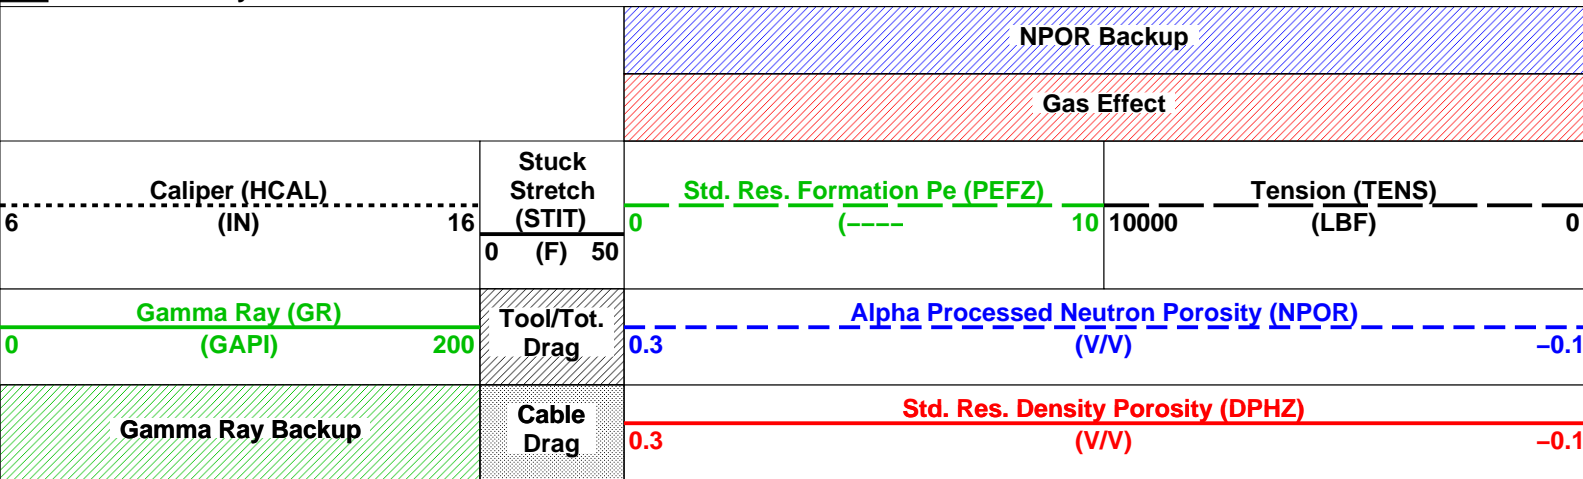 NPOR Backup
Gas Effect
Caliper (HCAL)
6 (IN) 16
Stuck
Stretch
(STIT)
0 (F) 50
Std. Res. Formation Pe (PEFZ)
0 (−−−− 10
Tension (TENS)
10000 (LBF) 0
Gamma Ray (GR)
0 (GAPI) 200
Tool/Tot.
Drag
Alpha Processed Neutron Porosity (NPOR)
0.3 (V/V) −0.1
Gamma Ray Backup
Cable
Drag
Std. Res. Density Porosity (DPHZ)
0.3 (V/V) −0.1